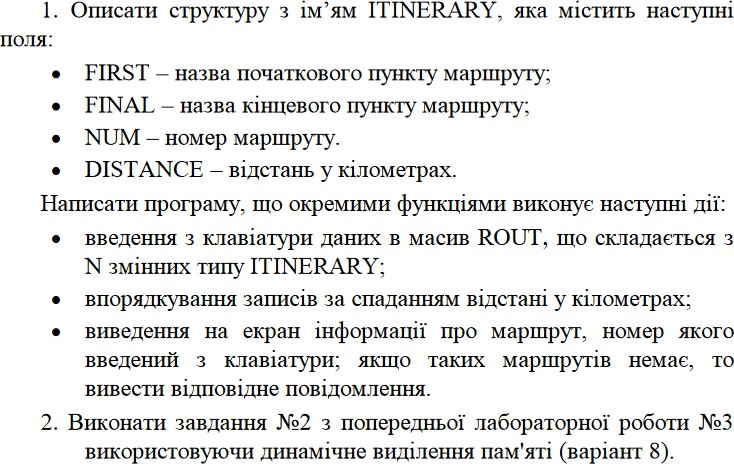 1. Описати структуру з ім’ям ITINERARY, яка містить наступні
поля:
• FIRST – назва початкового пункту маршруту;
• FINAL – назва кінцевого пункту маршруту;
• NUM – номер маршруту.
• DISTANCE – відстань у кілометрах.
Написати програму, що окремими функціями виконує наступні дії:
• введення з клавіатури даних в масив ROUT, що складається з
N змінних типу ITINERARY;
• впорядкування записів за спаданням відстані у кілометрах;
• виведення на екран інформації про маршрут, номер якого
введений з клавіатури; якщо таких маршрутів немає, то
вивести відповідне повідомлення.
2. Виконати завдання №2 з попередньої лабораторної роботи №3
використовуючи динамічне виділення пам'яті (варіант 8).